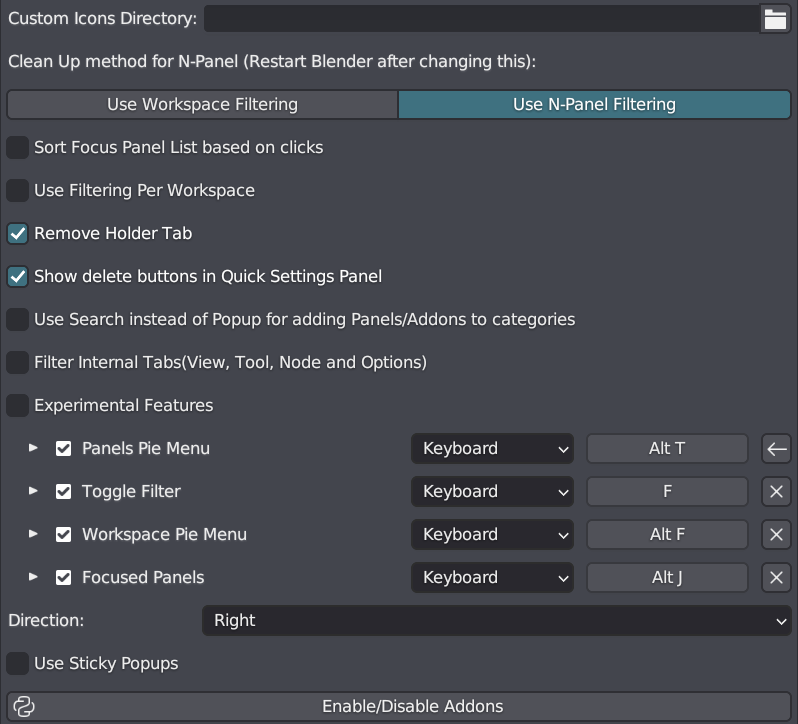 Custom Icons Directory:
Clean Up method for N-Panel (Restart Blender after changing this):
Use Workspace Filtering Use N-Panel Filtering
Sort Focus Panel List based on clicks
Use Filtering Per Workspace
Remove Holder Tab
Show delete buttons in Quick Settings Panel
Use Search instead of Popup for adding Panels/Addons to categories
Filter Internal Tabs(View, Tool, Node and Options)
Experimental Features
Panels Pie Menu Keyboard Alt T
Toggle Filter Keyboard F
Workspace Pie Menu Keyboard Alt F
Focused Panels Keyboard Alt J
Direction: Right
Use Sticky Popups
Enable/Disable Addons